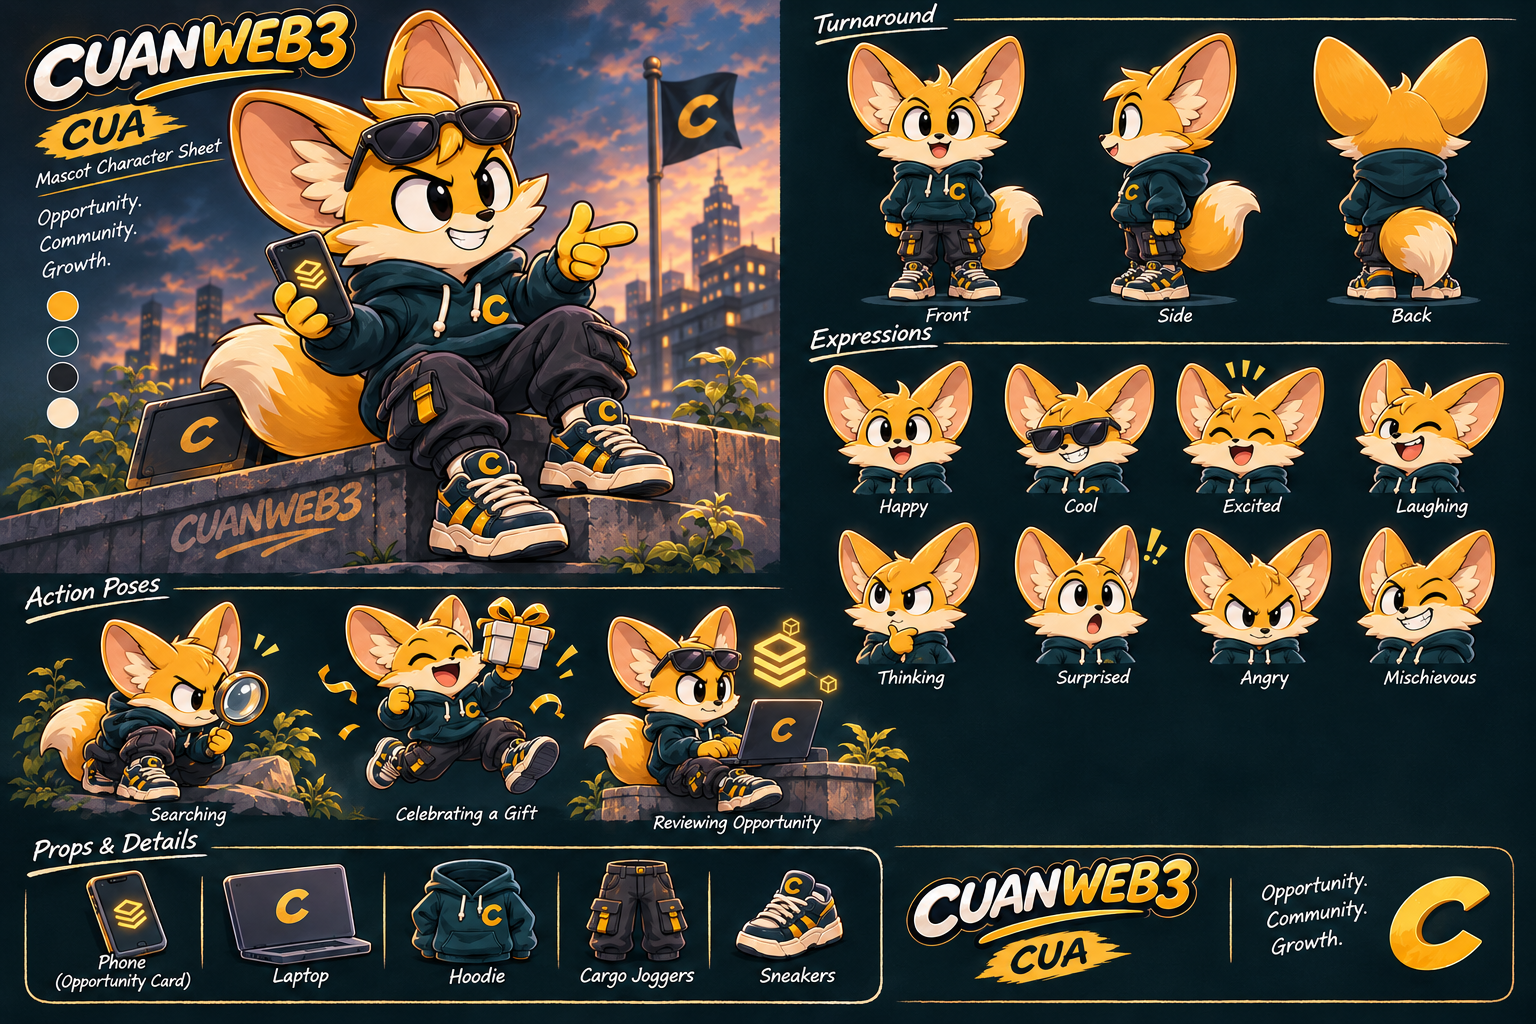 CUANWEB3
CUA
Mascot Character Sheet
Opportunity.
Community.
Growth.
C
C
C
C
C
CUANWEB3
Turnaround
C
C
Front
Side
Back
Expressions
Happy
Cool
Excited
Laughing
Thinking
Surprised
Angry
Mischievous
Action Poses
C
C
Searching
Celebrating a Gift
Reviewing Opportunity
Props & Details
C
C
C
Phone
(Opportunity Card)
Laptop
Hoodie
Cargo Joggers
Sneakers
CUANWEB3
CUA
Opportunity.
Community.
Growth.
C